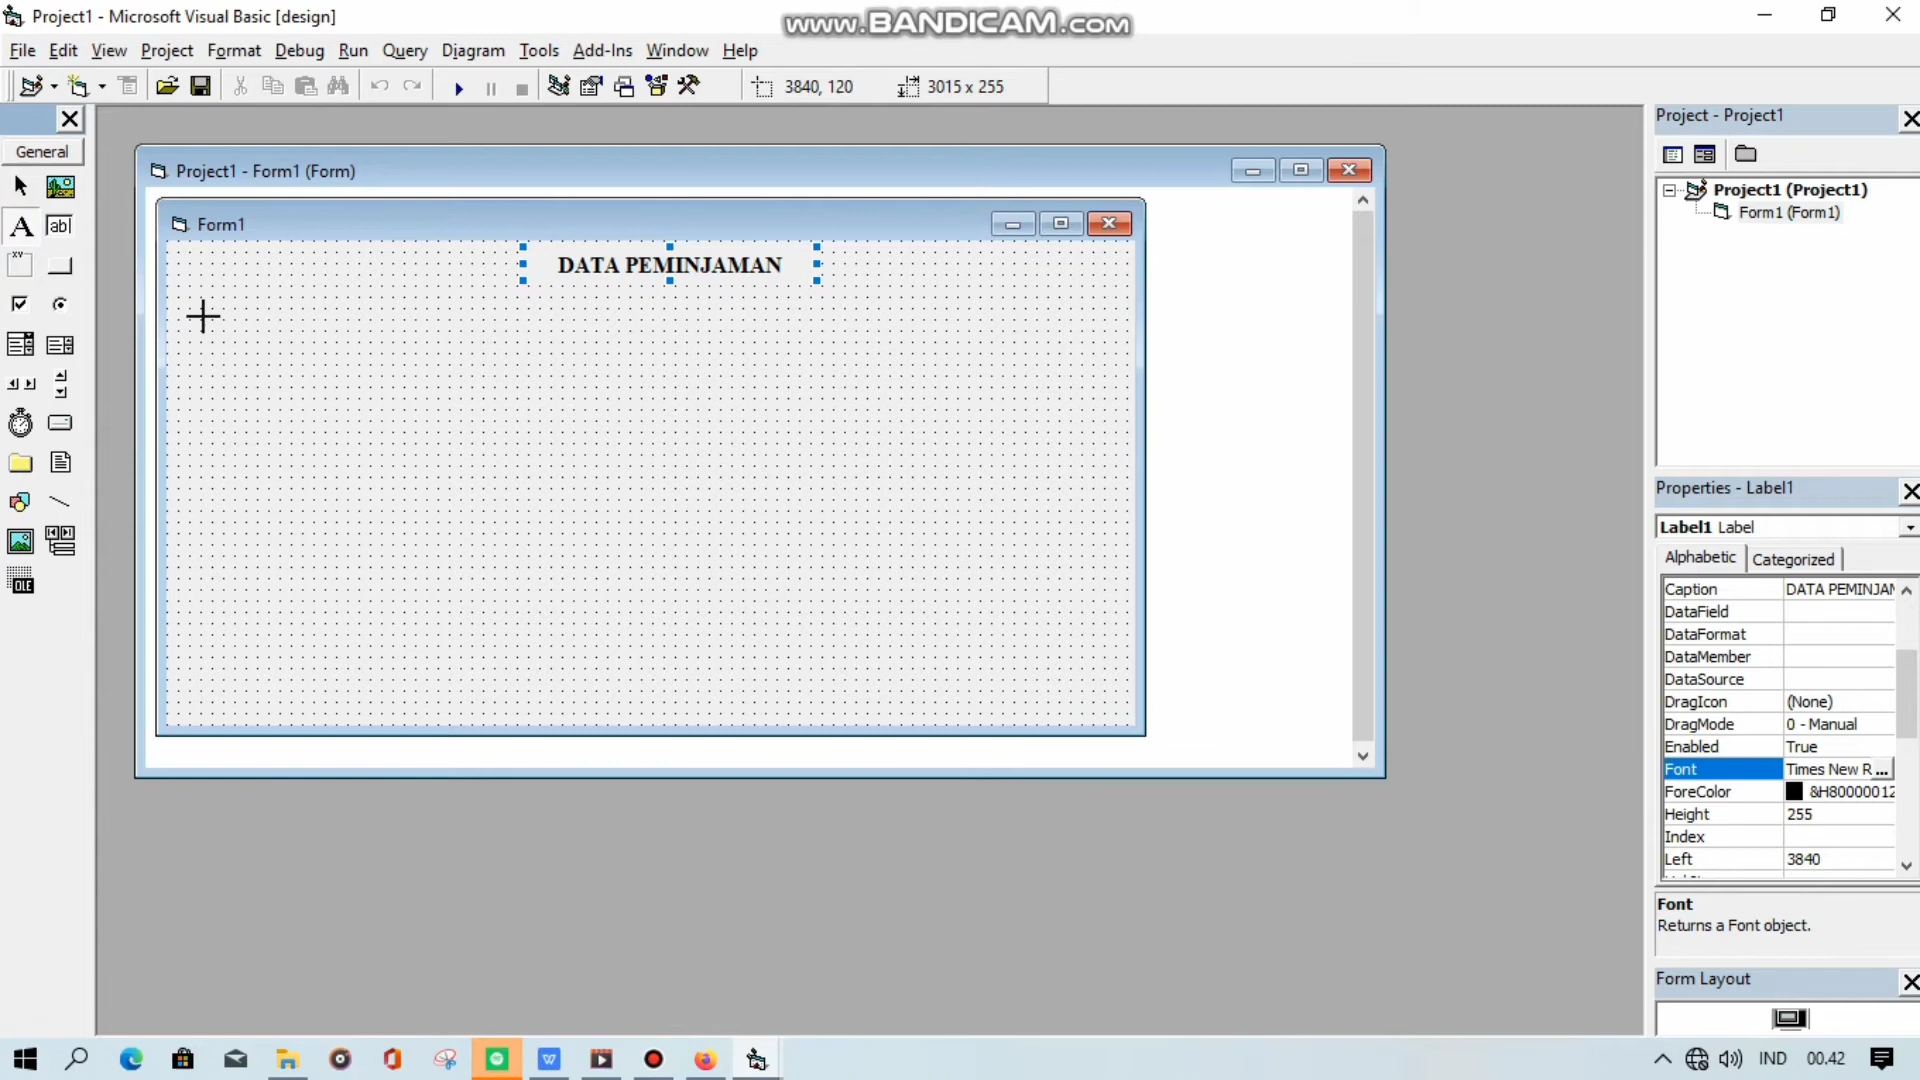 Project1 - Microsoft Visual Basic [design]
www.BANDICAM.com
File Edit View Project Format Debug Run Query Diagram Tools Add-Ins Window Help
3840, 120
3015 x 255
General
A
abl
XY
OLE
Project1 - Form1 (Form)
Form1
DATA PEMINJAMAN
Project - Project1
Project1 (Project1)
Form1 (Form1)
Properties - Label1
Label1 Label
Alphabetic Categorized
Caption DATA PEMINJAM
DataField
DataFormat
DataMember
DataSource
DragIcon (None)
DragMode 0 - Manual
Enabled True
Font Times New R ...
ForeColor &H80000012
Height 255
Index
Left 3840
Font
Returns a Font object.
Form Layout
W
IND 00.42